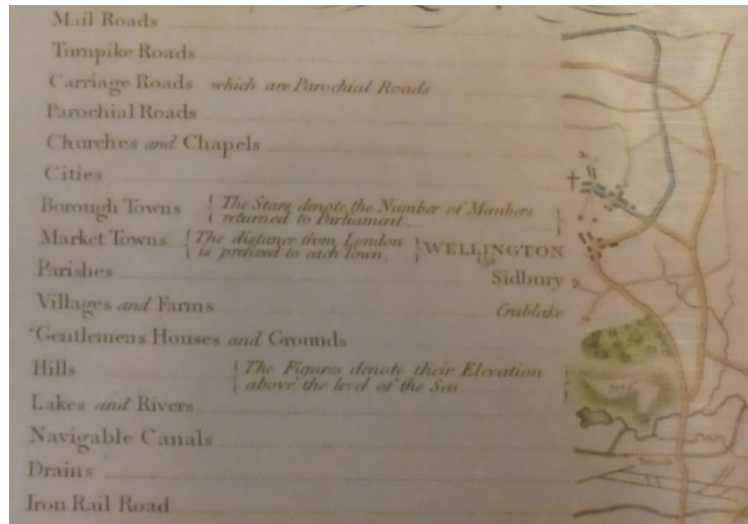 Mail Roads
Turnpike Roads
Carriage Roads which are Parochial Roads
Parochial Roads
Churches and Chapels
Cities
Borough Towns { The Stars denote the Number of Members
returned to Parliament. }
Market Towns { The distance from London
is prefixed to each Town. } WELLINGTON
Parishes Sidbury
Villages and Farms Crablake
Gentlemens Houses and Grounds
Hills { The Figures denote their Elevation
above the level of the Sea }
Lakes and Rivers
Navigable Canals
Drains
Iron Rail Road